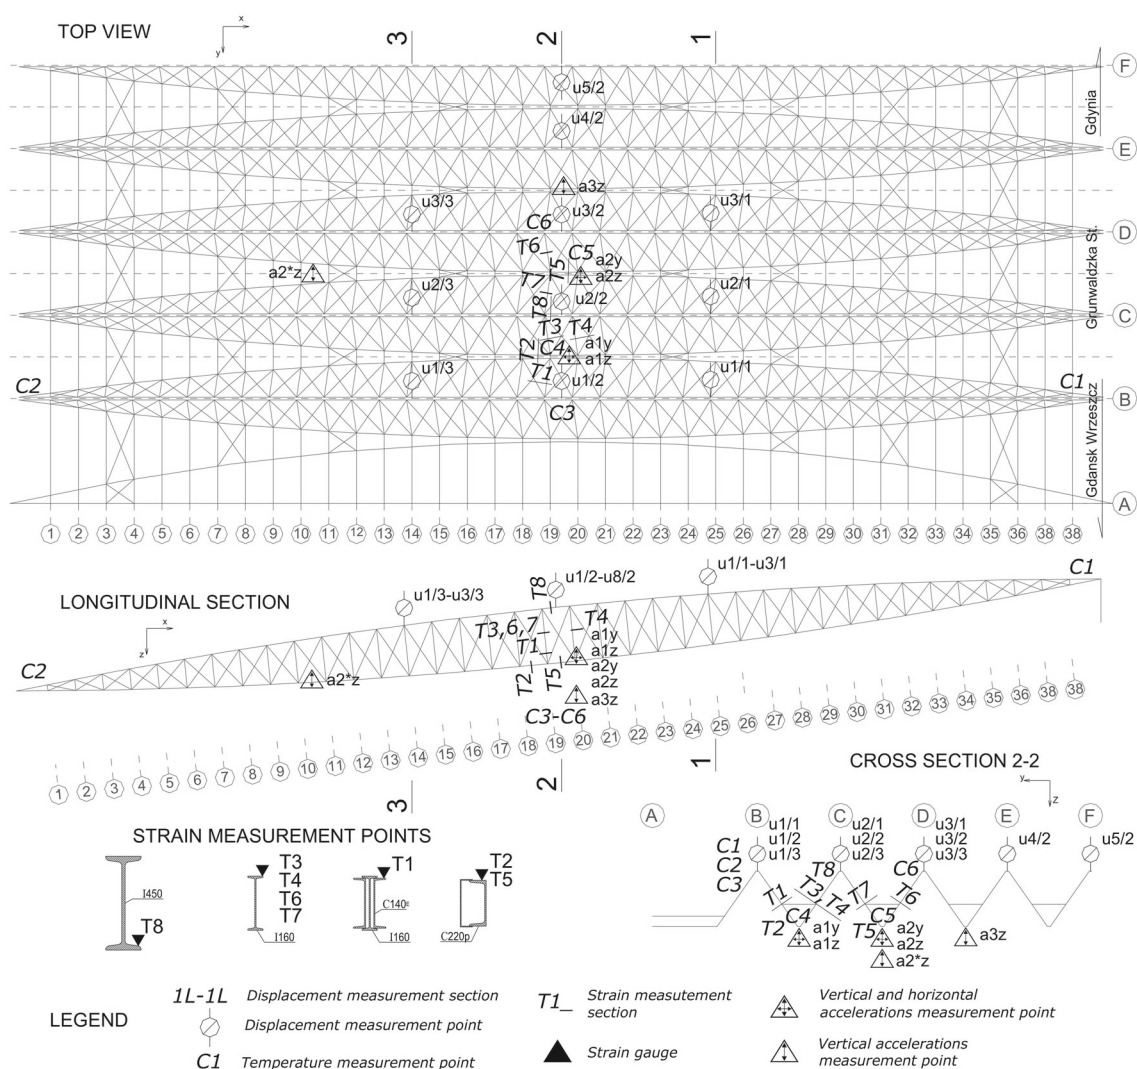 TOP VIEW
x
y
3
2
1
F
u5/2
Gdynia
u4/2
E
a3z
u3/3
u3/2
u3/1
C6
D
T6
C5
a2y
a2*z
T7
T5
a2z
Grunwaldzka St.
u2/3
T8
u2/2
u2/1
C
T3
T4
T2
C4
a1y
a1z
u1/3
T1
u1/2
u1/1
C2
C1
C3
B
Gdansk Wrzeszcz
A
1 2 3 4 5 6 7 8 9 10 11 12 13 14 15 16 17 18 19 20 21 22 23 24 25 26 27 28 29 30 31 32 33 34 35 36 38 38
LONGITUDINAL SECTION
x
z
u1/3-u3/3
T8
u1/2-u8/2
u1/1-u3/1
C1
T3,6,7
T4
a1y
T1
a1z
C2
a2*z
T2
T5
a2y
a2z
a3z
C3-C6
1 2 3 4 5 6 7 8 9 10 11 12 13 14 15 16 17 18 19 20 21 22 23 24 25 26 27 28 29 30 31 32 33 34 35 36 38 38
3
2
1
CROSS SECTION 2-2
y
z
A
B
C
D
E
F
u1/1
u1/2
u1/3
u2/1
u2/2
u2/3
u3/1
u3/2
u3/3
u4/2
u5/2
C1
C2
C3
T8
C6
T1
T3,T4
T7
T6
T2
C4
T5
C5
a1y
a1z
a2y
a2z
a2*z
a3z
STRAIN MEASUREMENT POINTS
I450
T8
T3
T4
T6
T7
I160
T1
C140E
I160
T2
T5
C220p
LEGEND
1L-1L Displacement measurement section
Displacement measurement point
C1 Temperature measurement point
T1_ Strain measutement
section
Strain gauge
Vertical and horizontal
accelerations measurement point
Vertical accelerations
measurement point